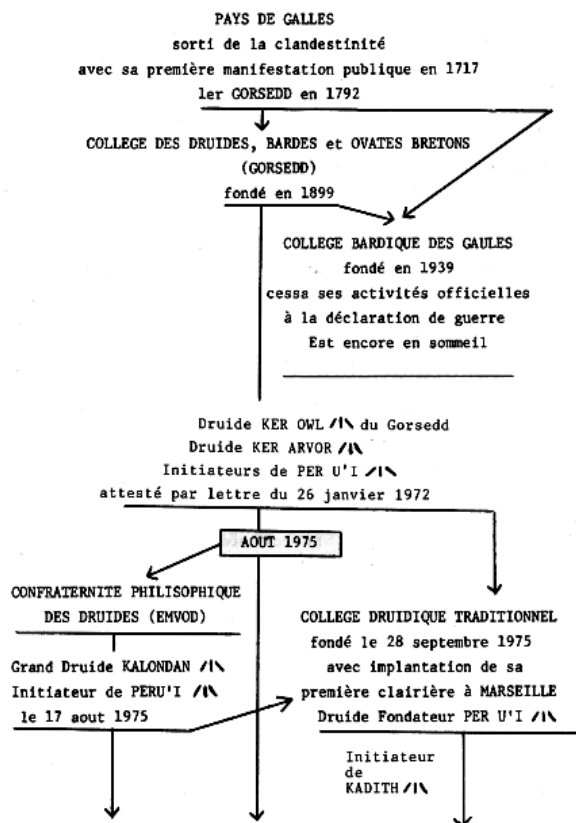 PAYS DE GALLES
sorti de la clandestinité
avec sa première manifestation publique en 1717
1er GORSEDD en 1792
COLLEGE DES DRUIDES, BARDES et OVATES BRETONS
(GORSEDD)
fondé en 1899
COLLEGE BARDIQUE DES GAULES
fondé en 1939
cessa ses activités officielles
à la déclaration de guerre
Est encore en sommeil
Druide KER OWL /|\ du Gorsedd
Druide KER ARVOR /|\
Initiateurs de PER U'I /|\
attesté par lettre du 26 janvier 1972
AOUT 1975
CONFRATERNITE PHILISOPHIQUE
DES DRUIDES (EMVOD)
Grand Druide KALONDAN /|\
Initiateur de PERU'I /|\
le 17 aout 1975
COLLEGE DRUIDIQUE TRADITIONNEL
fondé le 28 septembre 1975
avec implantation de sa
première clairière à MARSEILLE
Druide Fondateur PER U'I /|\
Initiateur
de
KADITH /|\